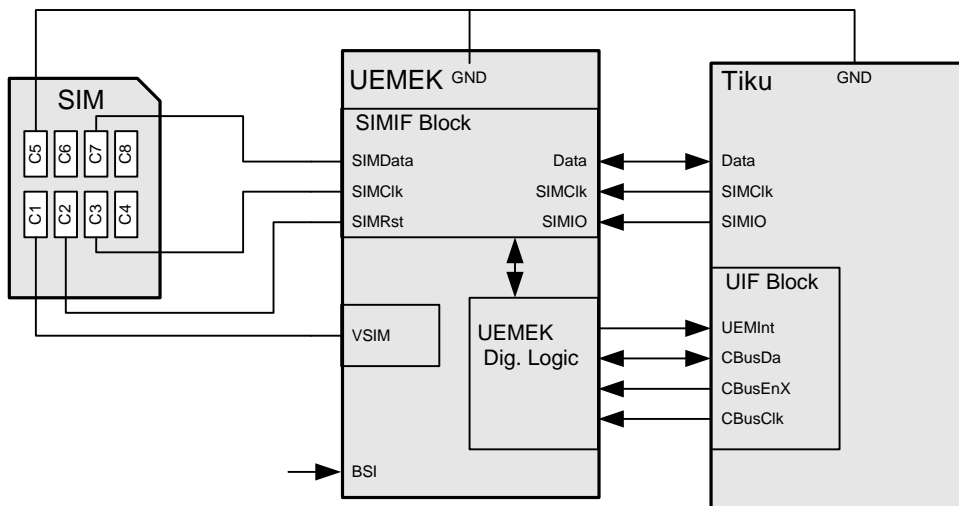 UEMEK GND
Tiku GND
SIM
SIMIF Block
C5 C6 C7 C8
C1 C2 C3 C4
SIMData
SIMClk
SIMRst
Data
SIMClk
SIMIO
Data
SIMClk
SIMIO
UIF Block
VSIM
UEMEK
Dig. Logic
UEMInt
CBusDa
CBusEnX
CBusClk
BSI